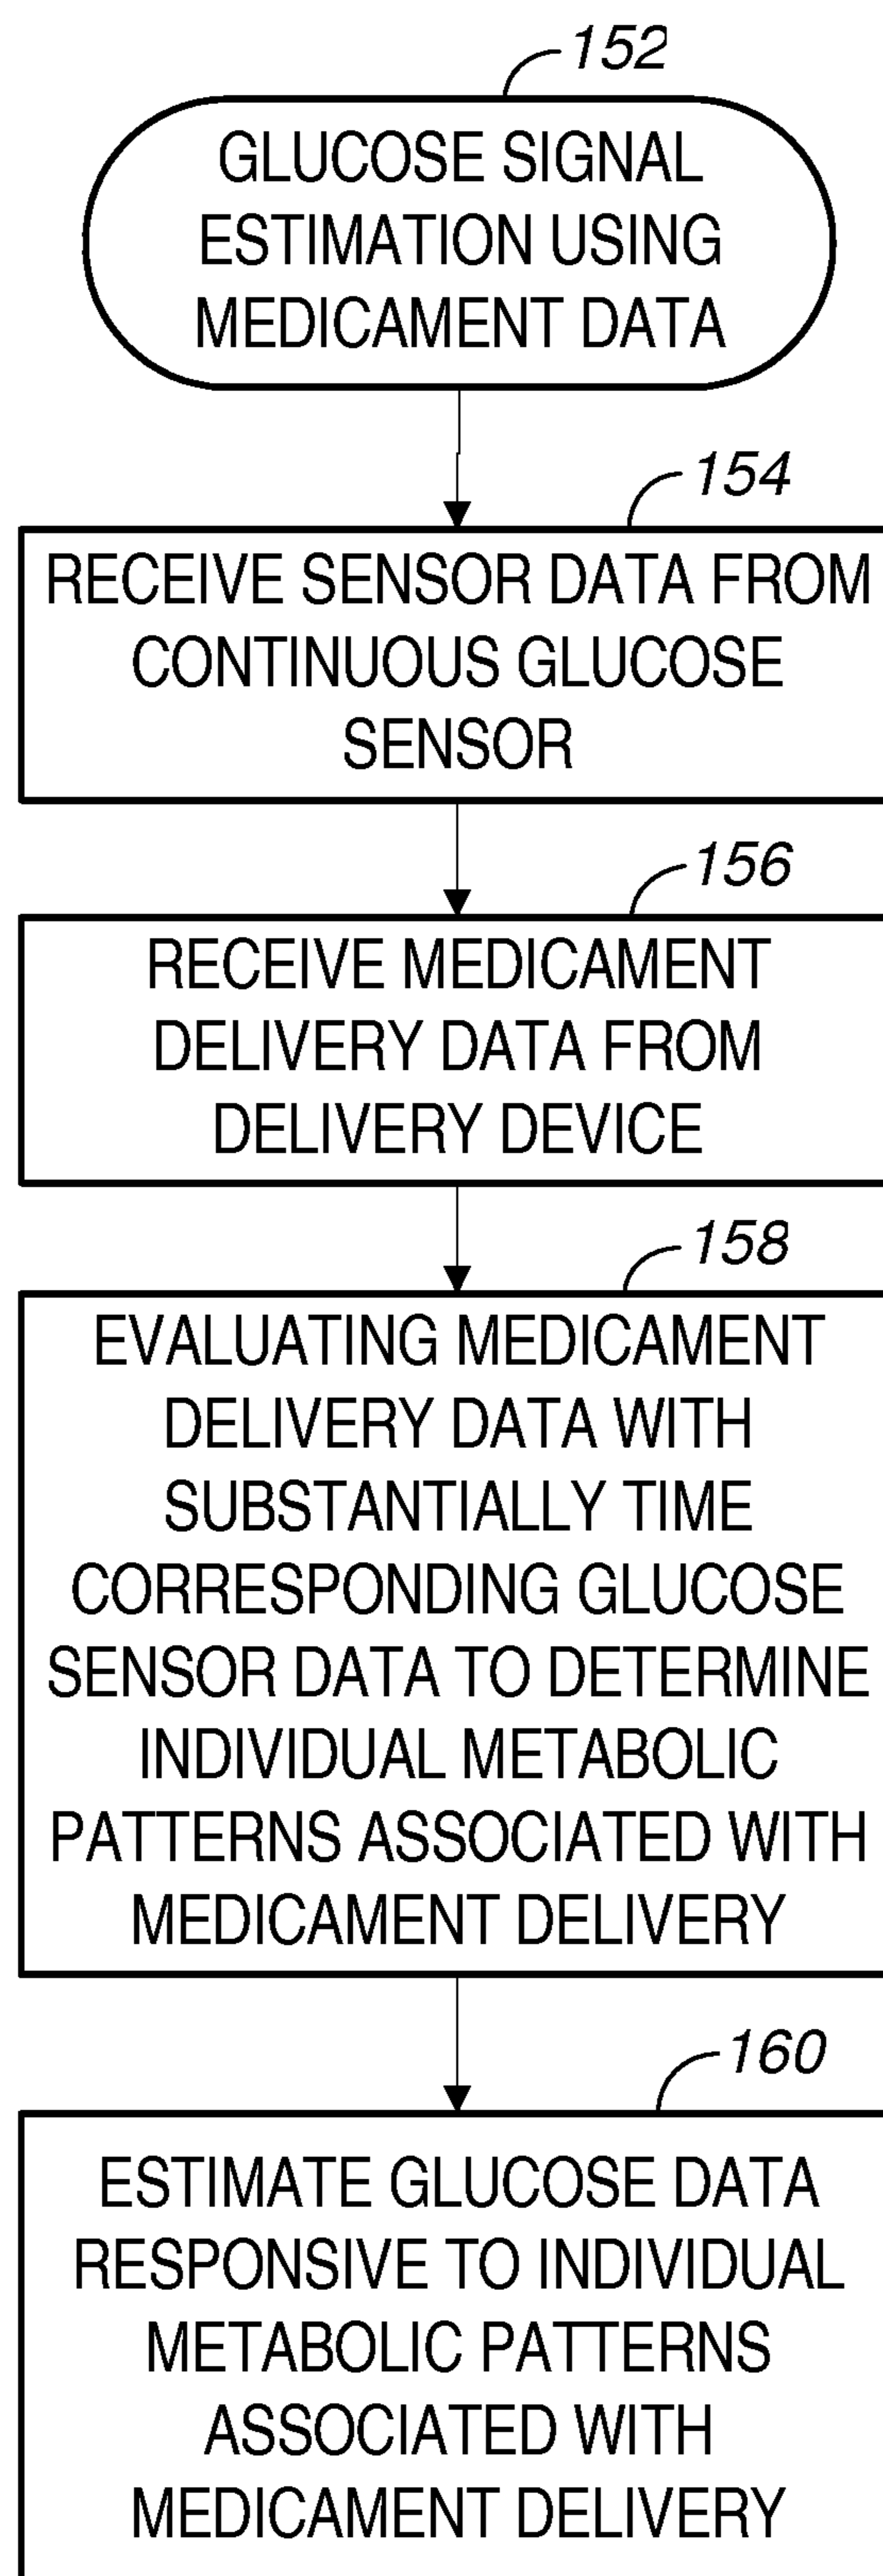 152
GLUCOSE SIGNAL
ESTIMATION USING
MEDICAMENT DATA
154
RECEIVE SENSOR DATA FROM
CONTINUOUS GLUCOSE
SENSOR
156
RECEIVE MEDICAMENT
DELIVERY DATA FROM
DELIVERY DEVICE
158
EVALUATING MEDICAMENT
DELIVERY DATA WITH
SUBSTANTIALLY TIME
CORRESPONDING GLUCOSE
SENSOR DATA TO DETERMINE
INDIVIDUAL METABOLIC
PATTERNS ASSOCIATED WITH
MEDICAMENT DELIVERY
160
ESTIMATE GLUCOSE DATA
RESPONSIVE TO INDIVIDUAL
METABOLIC PATTERNS
ASSOCIATED WITH
MEDICAMENT DELIVERY